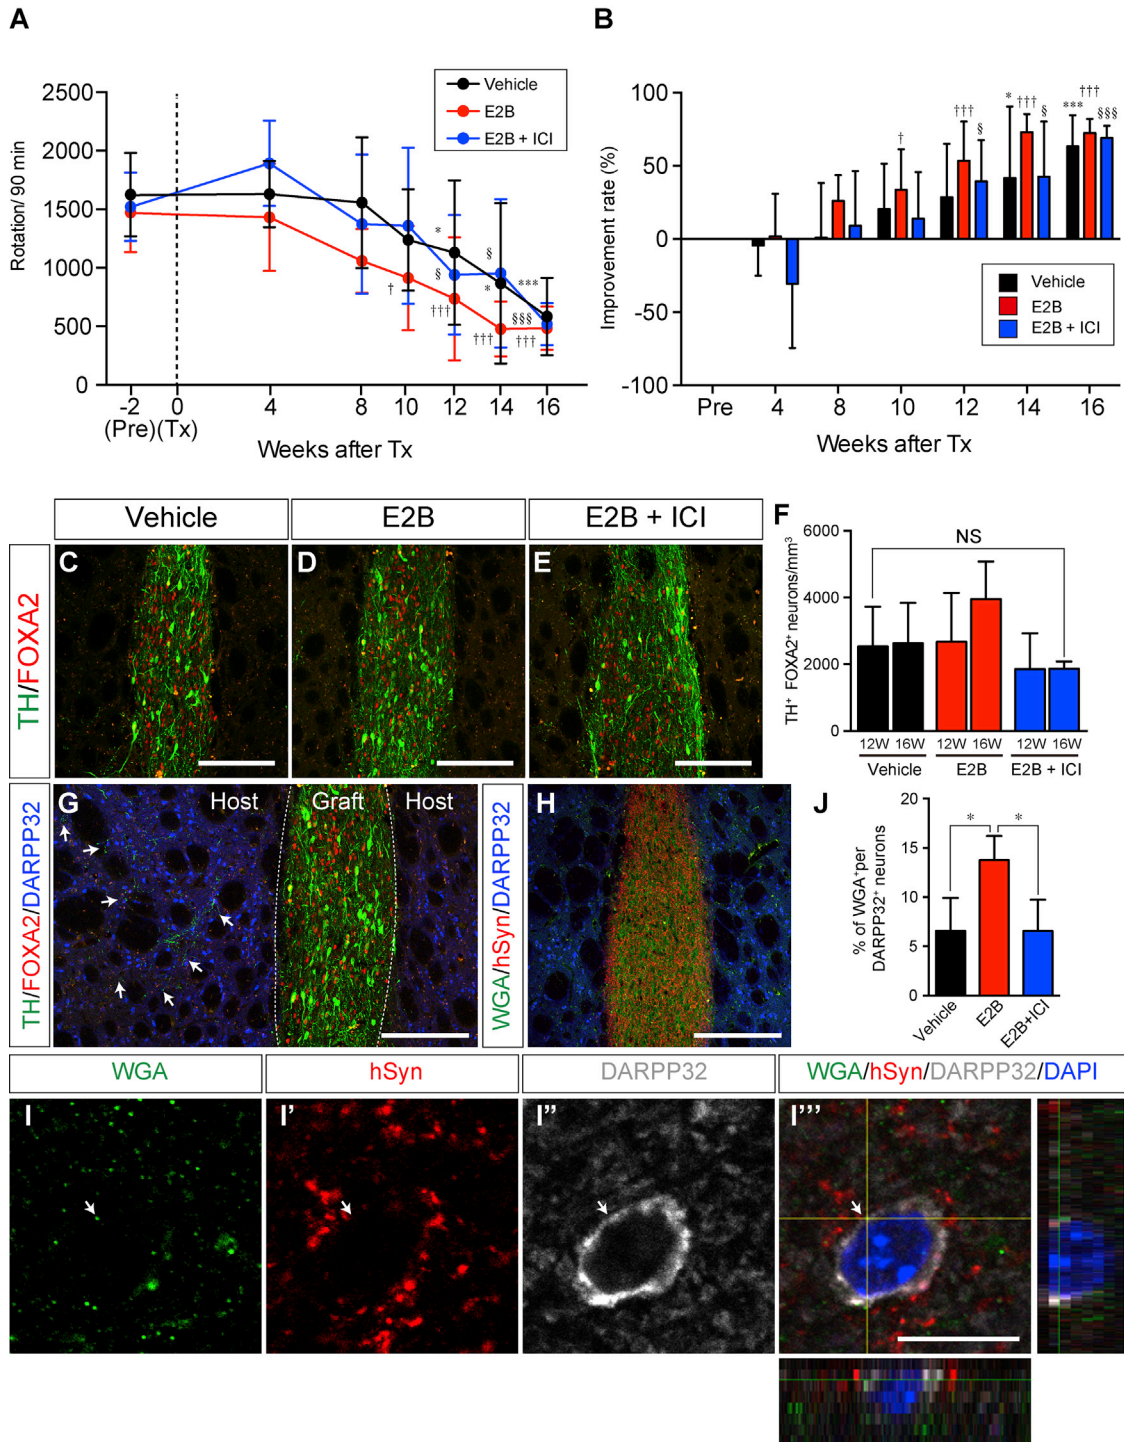 A
2500
2000
1500
1000
500
0
Rotation/ 90 min
Vehicle
E2B
E2B + ICI
*
§
†
†††
§
*
†††
***
§§§
†††
-2 0 4 8 10 12 14 16
(Pre)(Tx)
Weeks after Tx
B
100
50
0
-50
-100
Improvement rate (%)
†
†††
§
*
†††
§
***
†††
§§§
Vehicle
E2B
E2B + ICI
Pre 4 8 10 12 14 16
Weeks after Tx
Vehicle
E2B
E2B + ICI
TH/FOXA2
C
D
E
F
6000
4000
2000
0
TH+ FOXA2+ neurons/mm3
NS
12W 16W 12W 16W 12W 16W
Vehicle E2B E2B + ICI
TH/FOXA2/DARPP32
G
Host
Graft
Host
WGA/hSyn/DARPP32
H
J
20
15
10
5
0
% of WGA+per
DARPP32+ neurons
*
*
Vehicle
E2B
E2B+ICI
WGA
hSyn
DARPP32
WGA/hSyn/DARPP32/DAPI
I
I'
I''
I'''